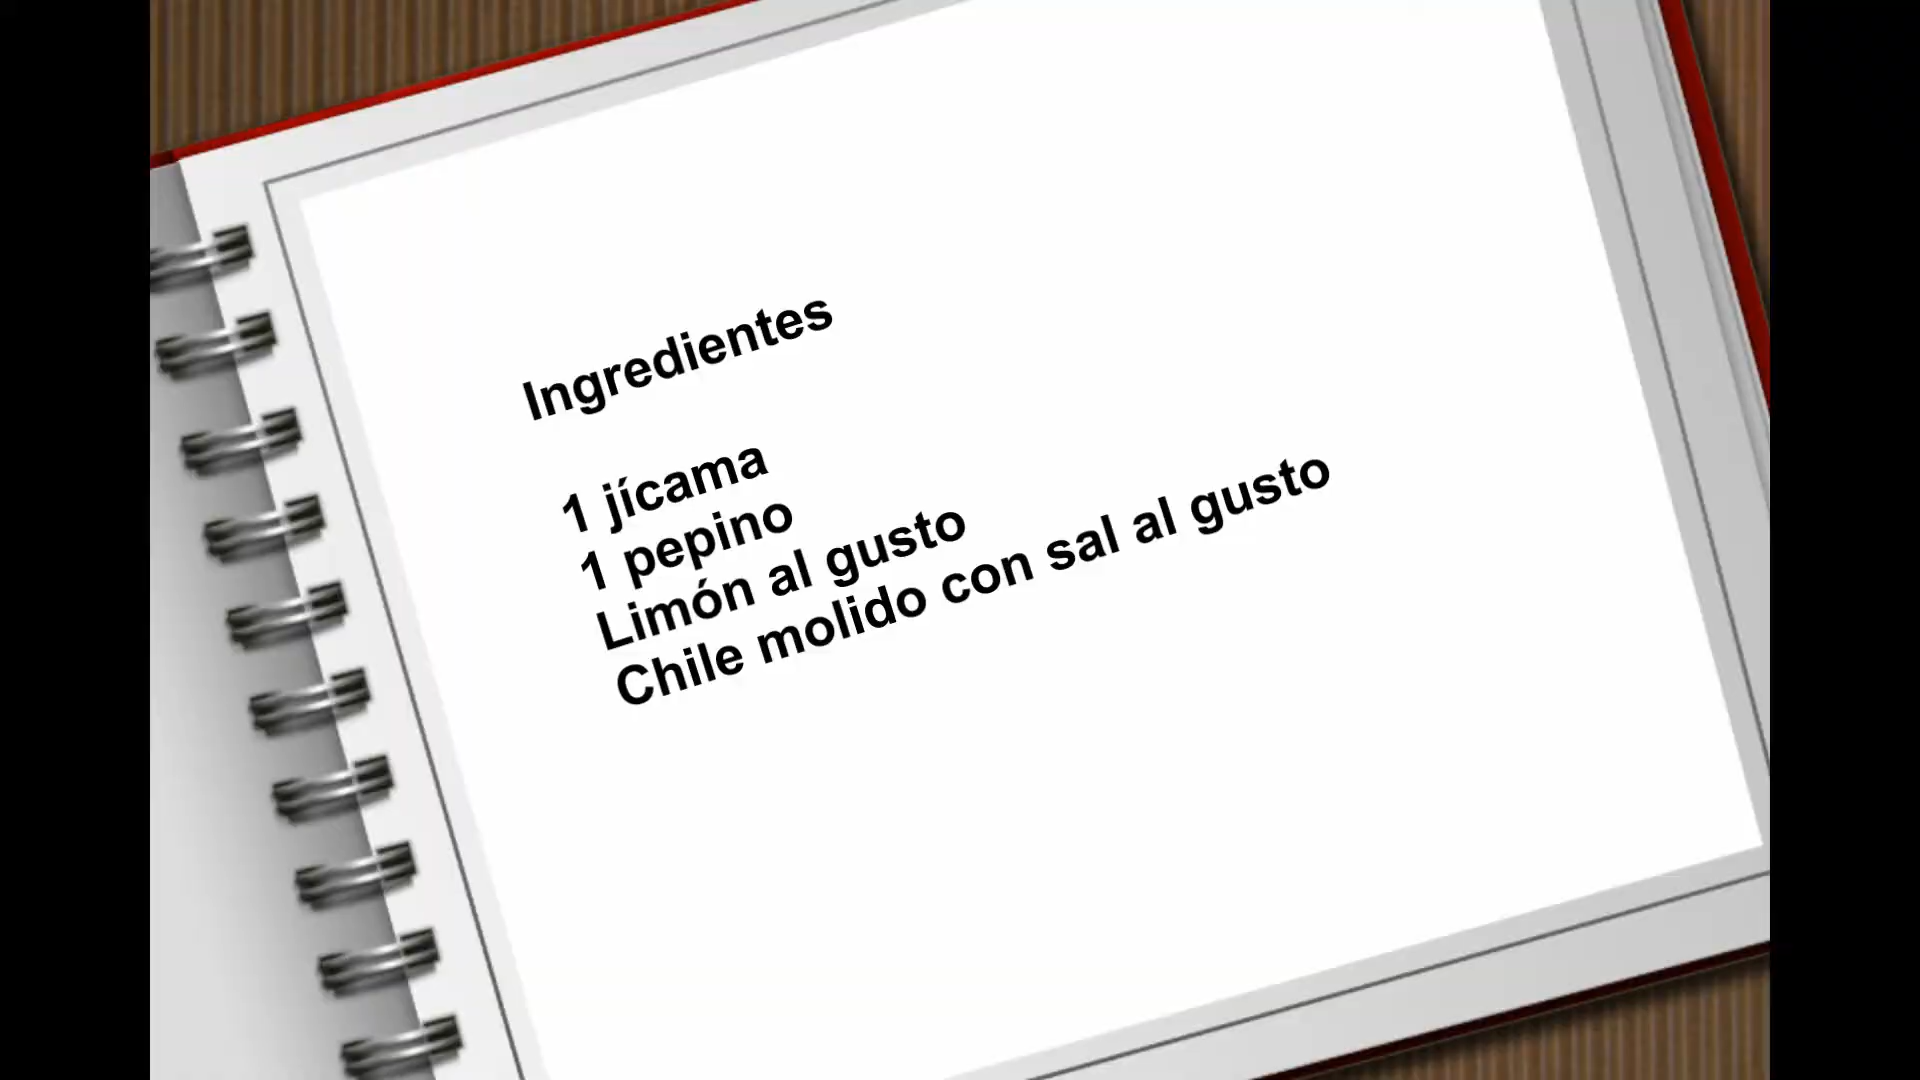 Ingredientes
1 jícama
1 pepino
Limón al gusto
Chile molido con sal al gusto